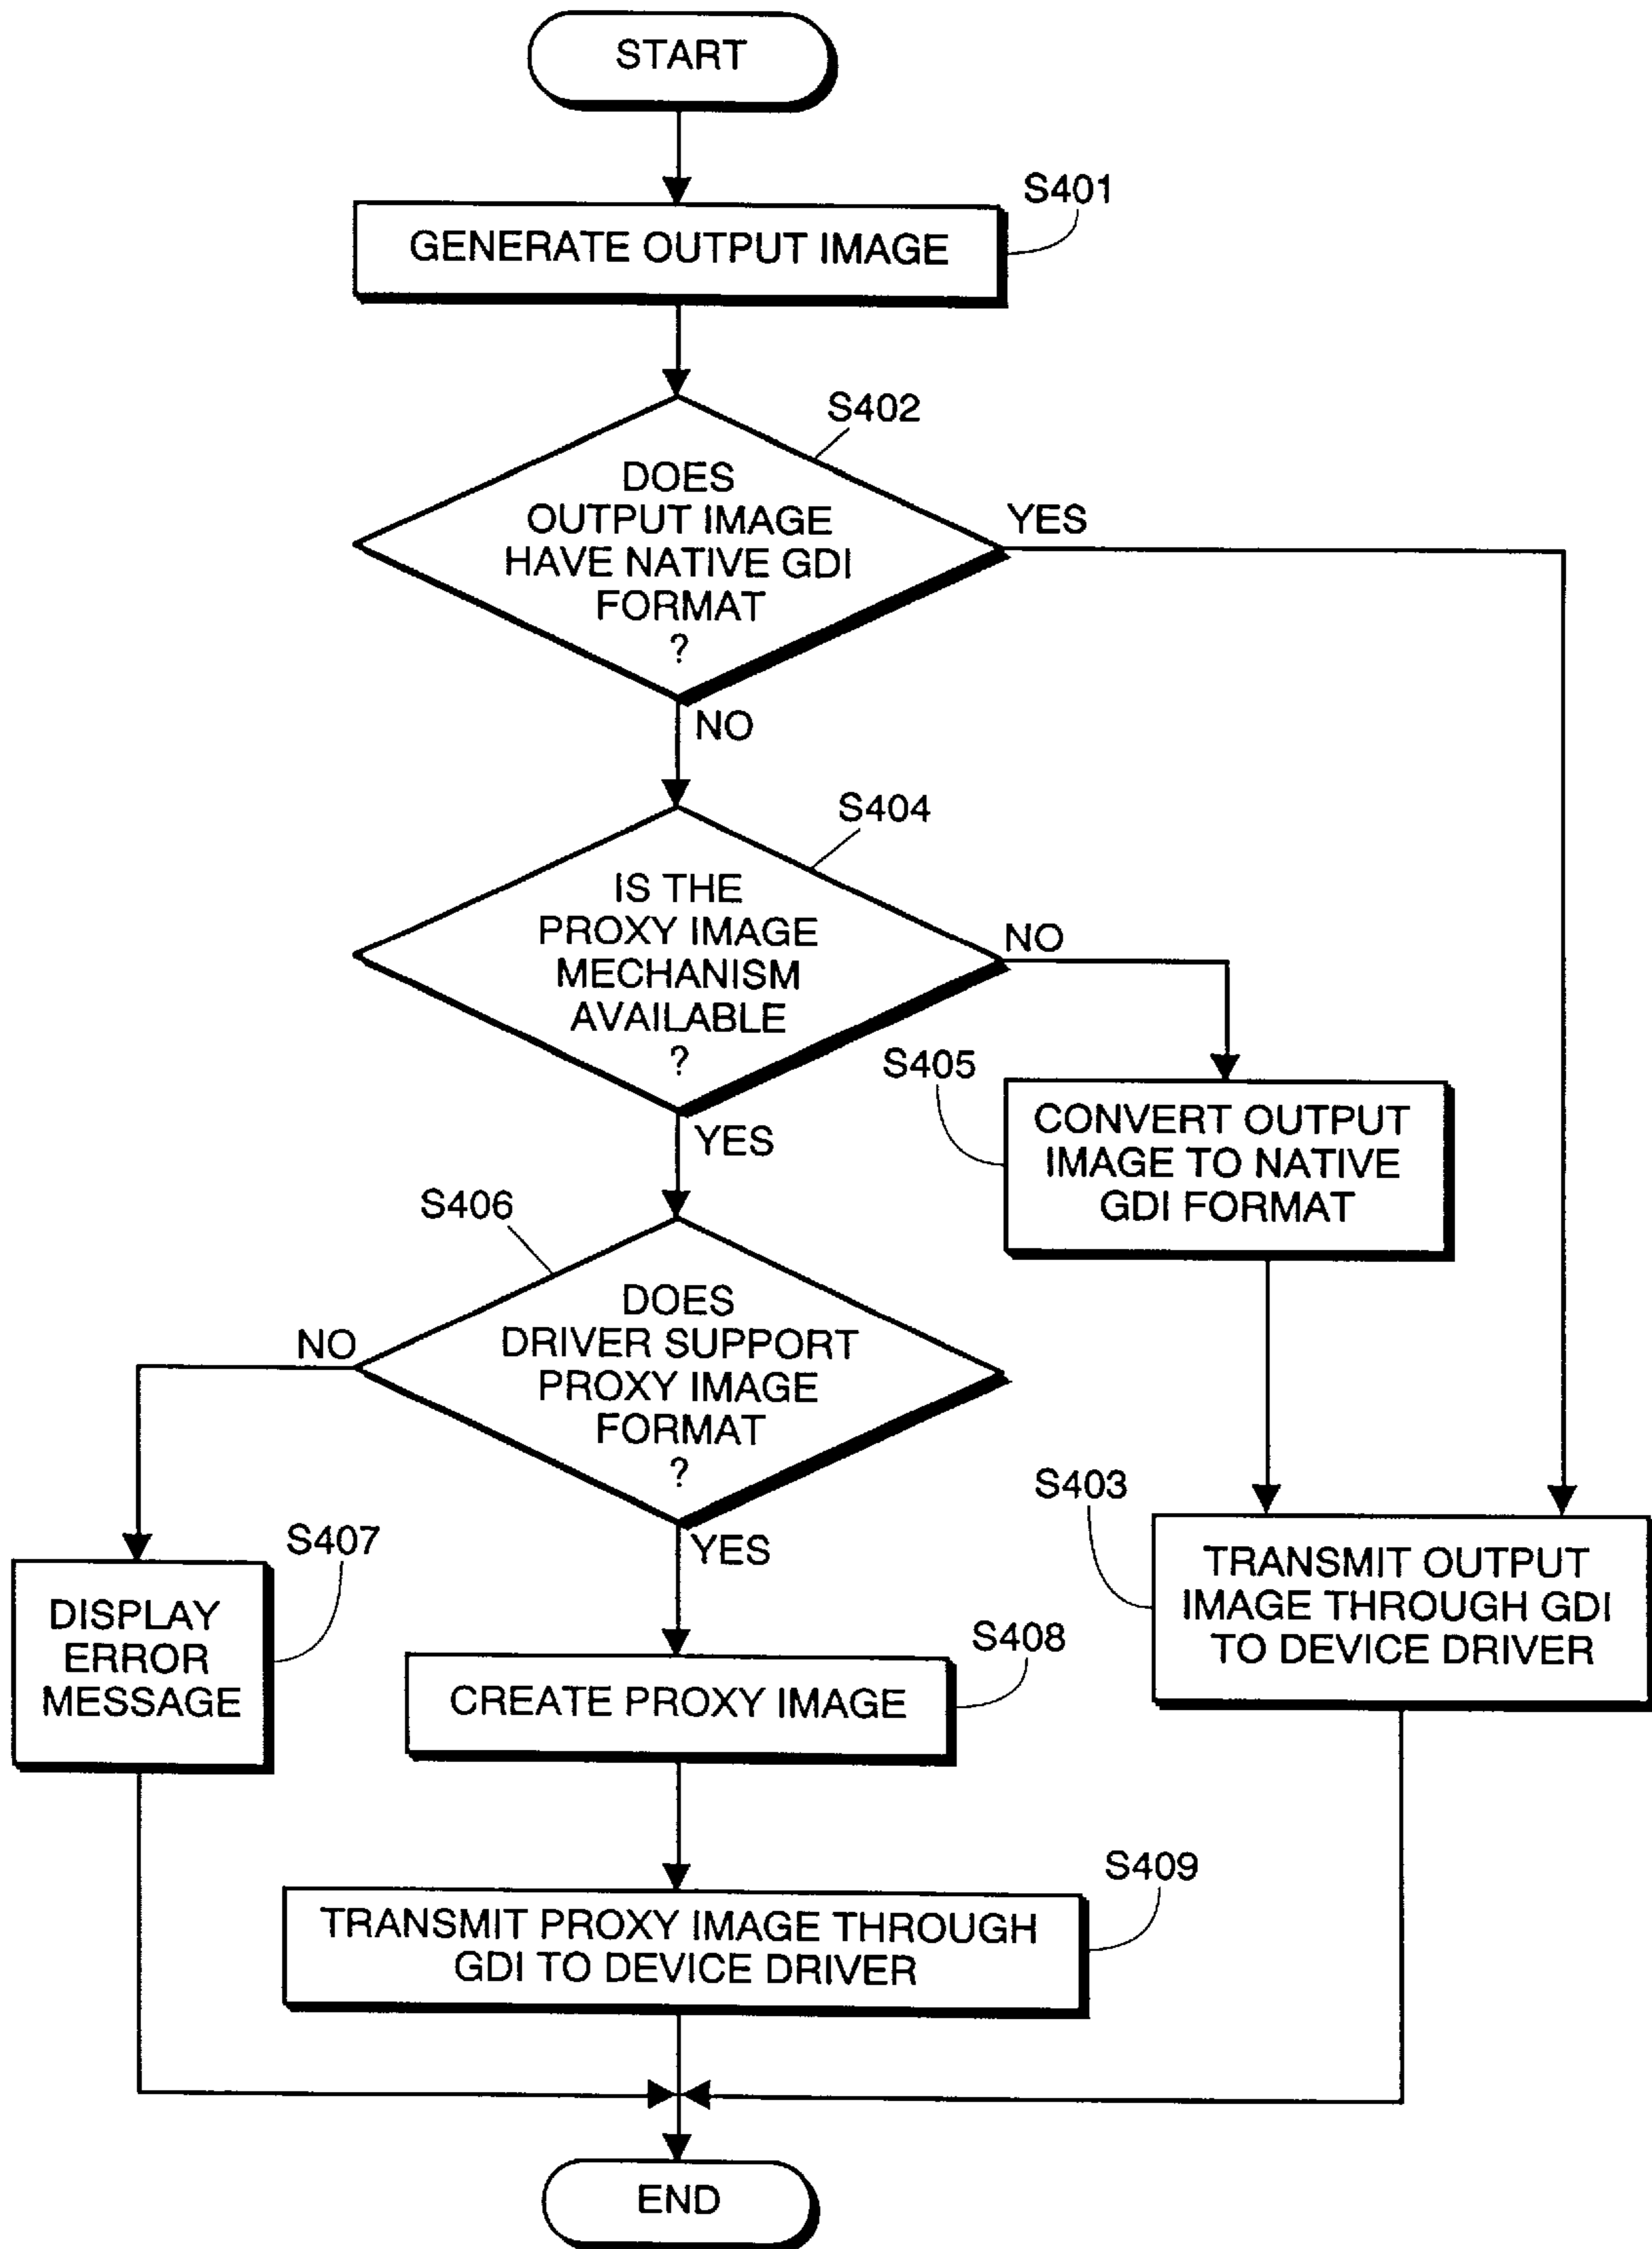 START
S401
GENERATE OUTPUT IMAGE
S402
DOES
OUTPUT IMAGE
HAVE NATIVE GDI
FORMAT
?
YES
NO
S404
IS THE
PROXY IMAGE
MECHANISM
AVAILABLE
?
NO
YES
S405
CONVERT OUTPUT
IMAGE TO NATIVE
GDI FORMAT
S406
DOES
DRIVER SUPPORT
PROXY IMAGE
FORMAT
?
NO
YES
S403
TRANSMIT OUTPUT
IMAGE THROUGH GDI
TO DEVICE DRIVER
S407
DISPLAY
ERROR
MESSAGE
S408
CREATE PROXY IMAGE
S409
TRANSMIT PROXY IMAGE THROUGH
GDI TO DEVICE DRIVER
END